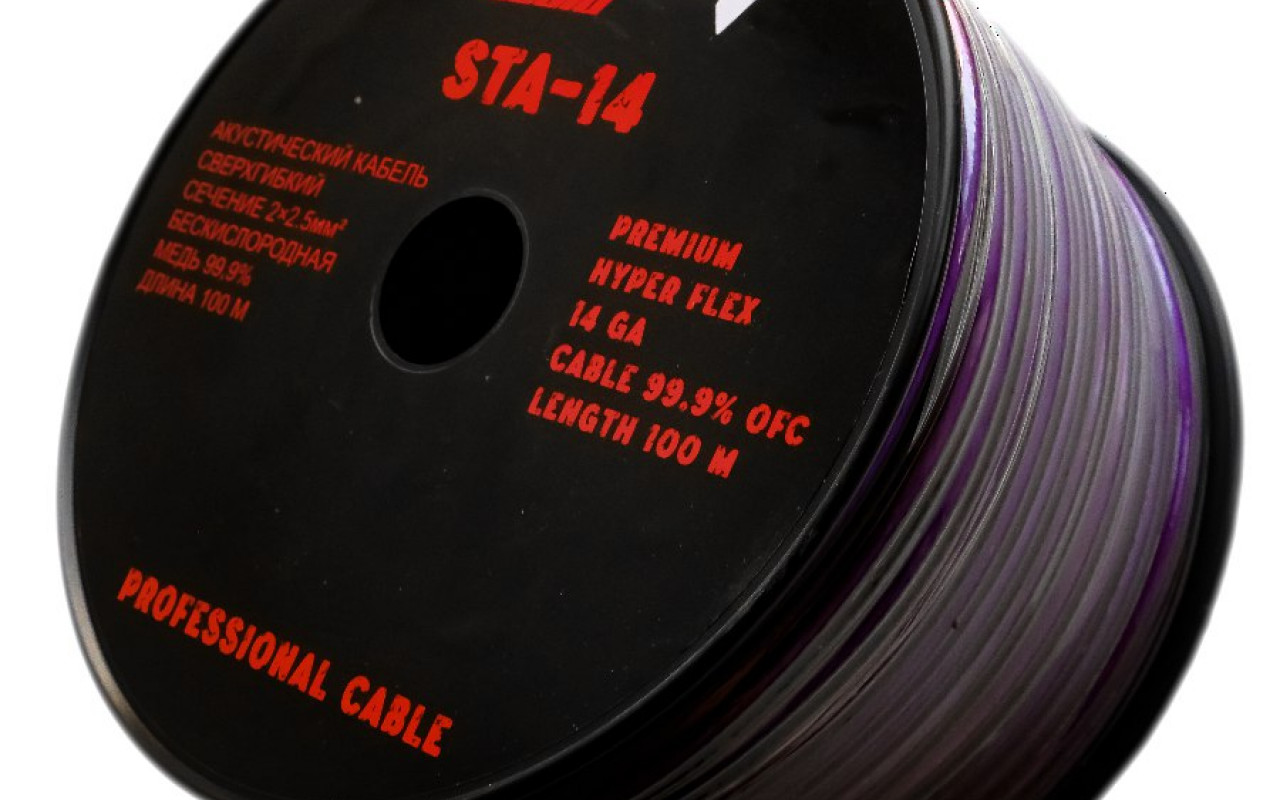 STA-14
АКУСТИЧЕСКИЙ КАБЕЛЬ
СВЕРХГИБКИЙ
СЕЧЕНИЕ 2×2.5мм²
БЕСКИСЛОРОДНАЯ
МЕДЬ 99,9%
ДЛИНА 100 М
PREMIUM
HYPER FLEX
14 GA
CABLE 99.9% OFC
LENGTH 100 M
PROFESSIONAL CABLE